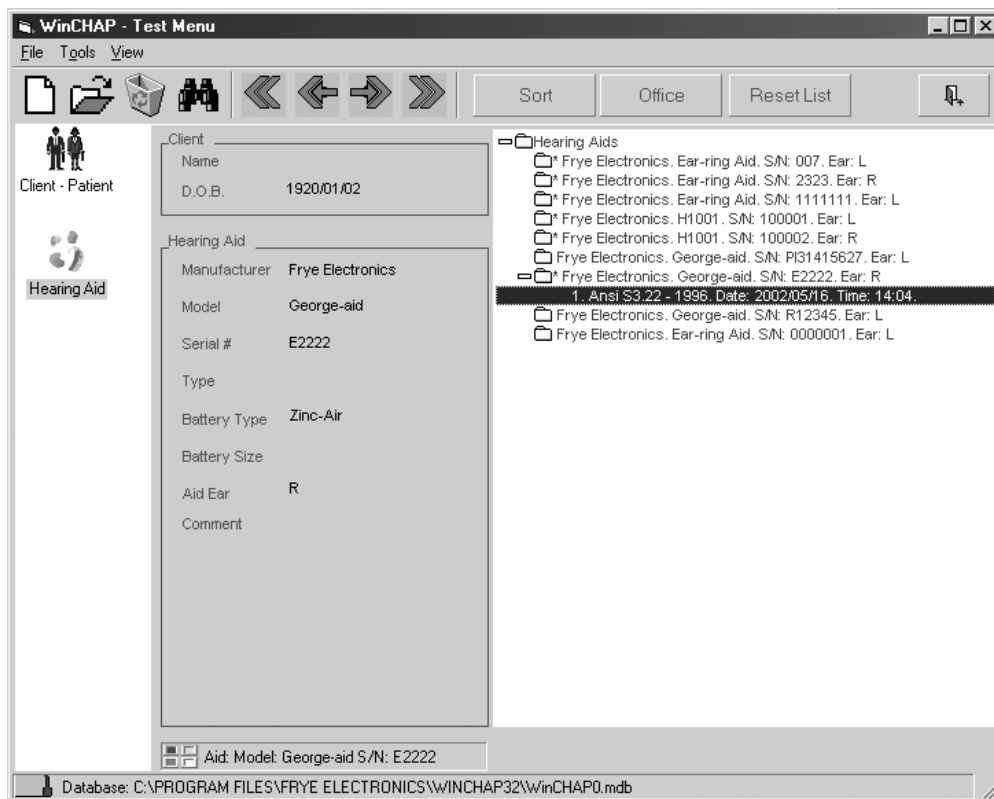 WinCHAP - Test Menu
File Tools View
Sort Office Reset List
Client - Patient
Hearing Aid
Client
Name
D.O.B. 1920/01/02
Hearing Aid
Manufacturer Frye Electronics
Model George-aid
Serial # E2222
Type
Battery Type Zinc-Air
Battery Size
Aid Ear R
Comment
Hearing Aids
* Frye Electronics. Ear-ring Aid. S/N: 007. Ear: L
* Frye Electronics. Ear-ring Aid. S/N: 2323. Ear: R
* Frye Electronics. Ear-ring Aid. S/N: 1111111. Ear: L
* Frye Electronics. H1001. S/N: 100001. Ear: L
* Frye Electronics. H1001. S/N: 100002. Ear: R
Frye Electronics. George-aid. S/N: PI31415627. Ear: L
* Frye Electronics. George-aid. S/N: E2222. Ear: R
1. Ansi S3.22 - 1996. Date: 2002/05/16. Time: 14:04.
Frye Electronics. George-aid. S/N: R12345. Ear: L
Frye Electronics. Ear-ring Aid. S/N: 0000001. Ear: L
Aid: Model: George-aid S/N: E2222
Database: C:\PROGRAM FILES\FRYE ELECTRONICS\WINCHAP32\WinCHAP0.mdb